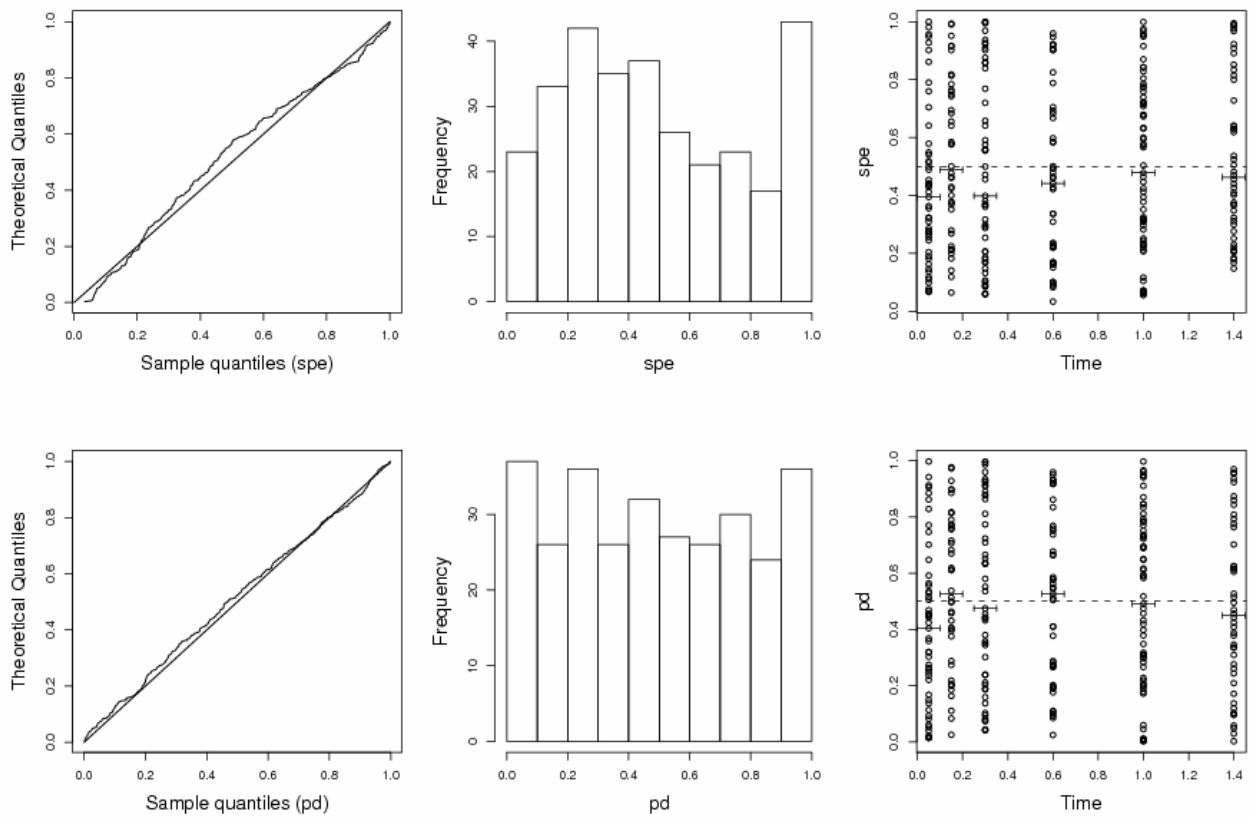 Theoretical Quantiles
0.0 0.2 0.4 0.6 0.8 1.0
0.0 0.2 0.4 0.6 0.8 1.0
Sample quantiles (spe)
Frequency
0 10 20 30 40
0.0 0.2 0.4 0.6 0.8 1.0
spe
spe
0.0 0.2 0.4 0.6 0.8 1.0
0.0 0.2 0.4 0.6 0.8 1.0 1.2 1.4
Time
Theoretical Quantiles
0.0 0.2 0.4 0.6 0.8 1.0
0.0 0.2 0.4 0.6 0.8 1.0
Sample quantiles (pd)
Frequency
0 10 20 30
0.0 0.2 0.4 0.6 0.8 1.0
pd
pd
0.0 0.2 0.4 0.6 0.8 1.0
0.0 0.2 0.4 0.6 0.8 1.0 1.2 1.4
Time